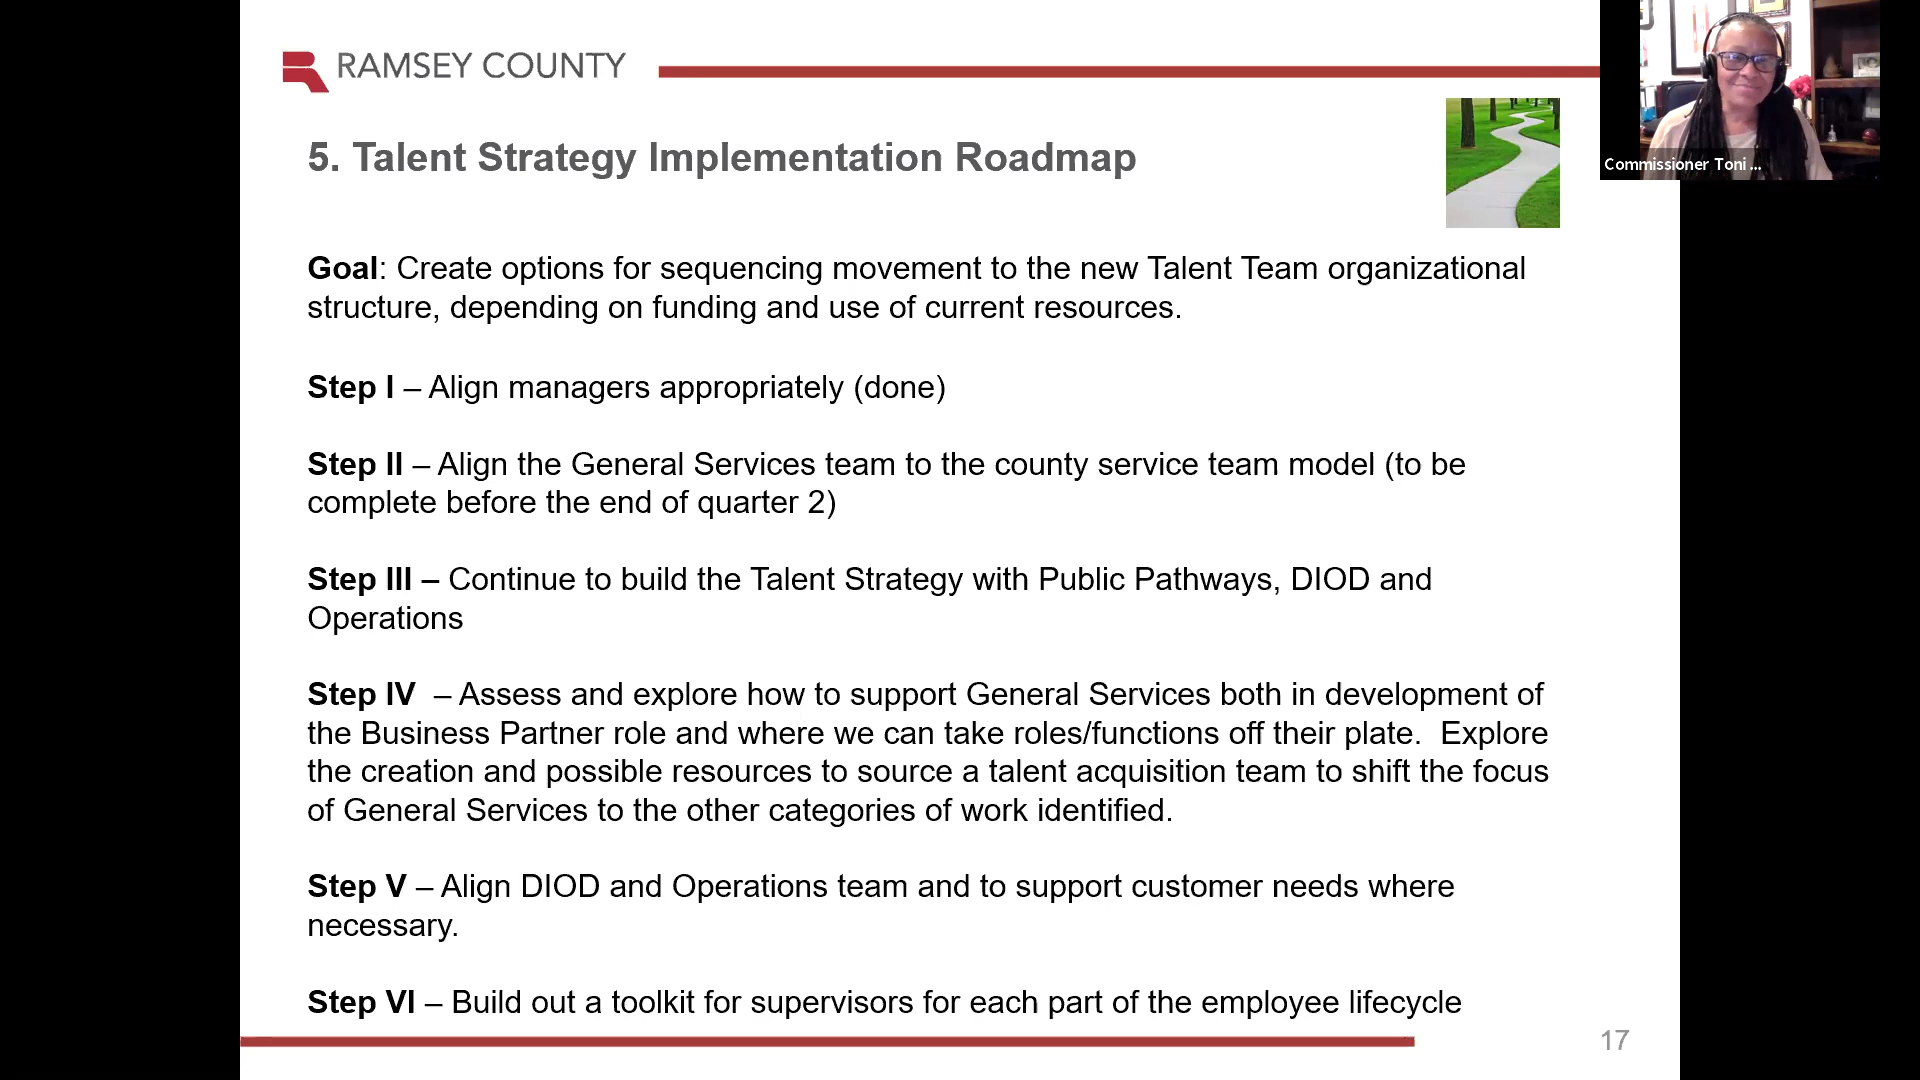 RAMSEY COUNTY
Commissioner Toni ...
5. Talent Strategy Implementation Roadmap
Goal: Create options for sequencing movement to the new Talent Team organizational
structure, depending on funding and use of current resources.
Step I – Align managers appropriately (done)
Step II – Align the General Services team to the county service team model (to be
complete before the end of quarter 2)
Step III – Continue to build the Talent Strategy with Public Pathways, DIOD and
Operations
Step IV – Assess and explore how to support General Services both in development of
the Business Partner role and where we can take roles/functions off their plate. Explore
the creation and possible resources to source a talent acquisition team to shift the focus
of General Services to the other categories of work identified.
Step V – Align DIOD and Operations team and to support customer needs where
necessary.
Step VI – Build out a toolkit for supervisors for each part of the employee lifecycle
17